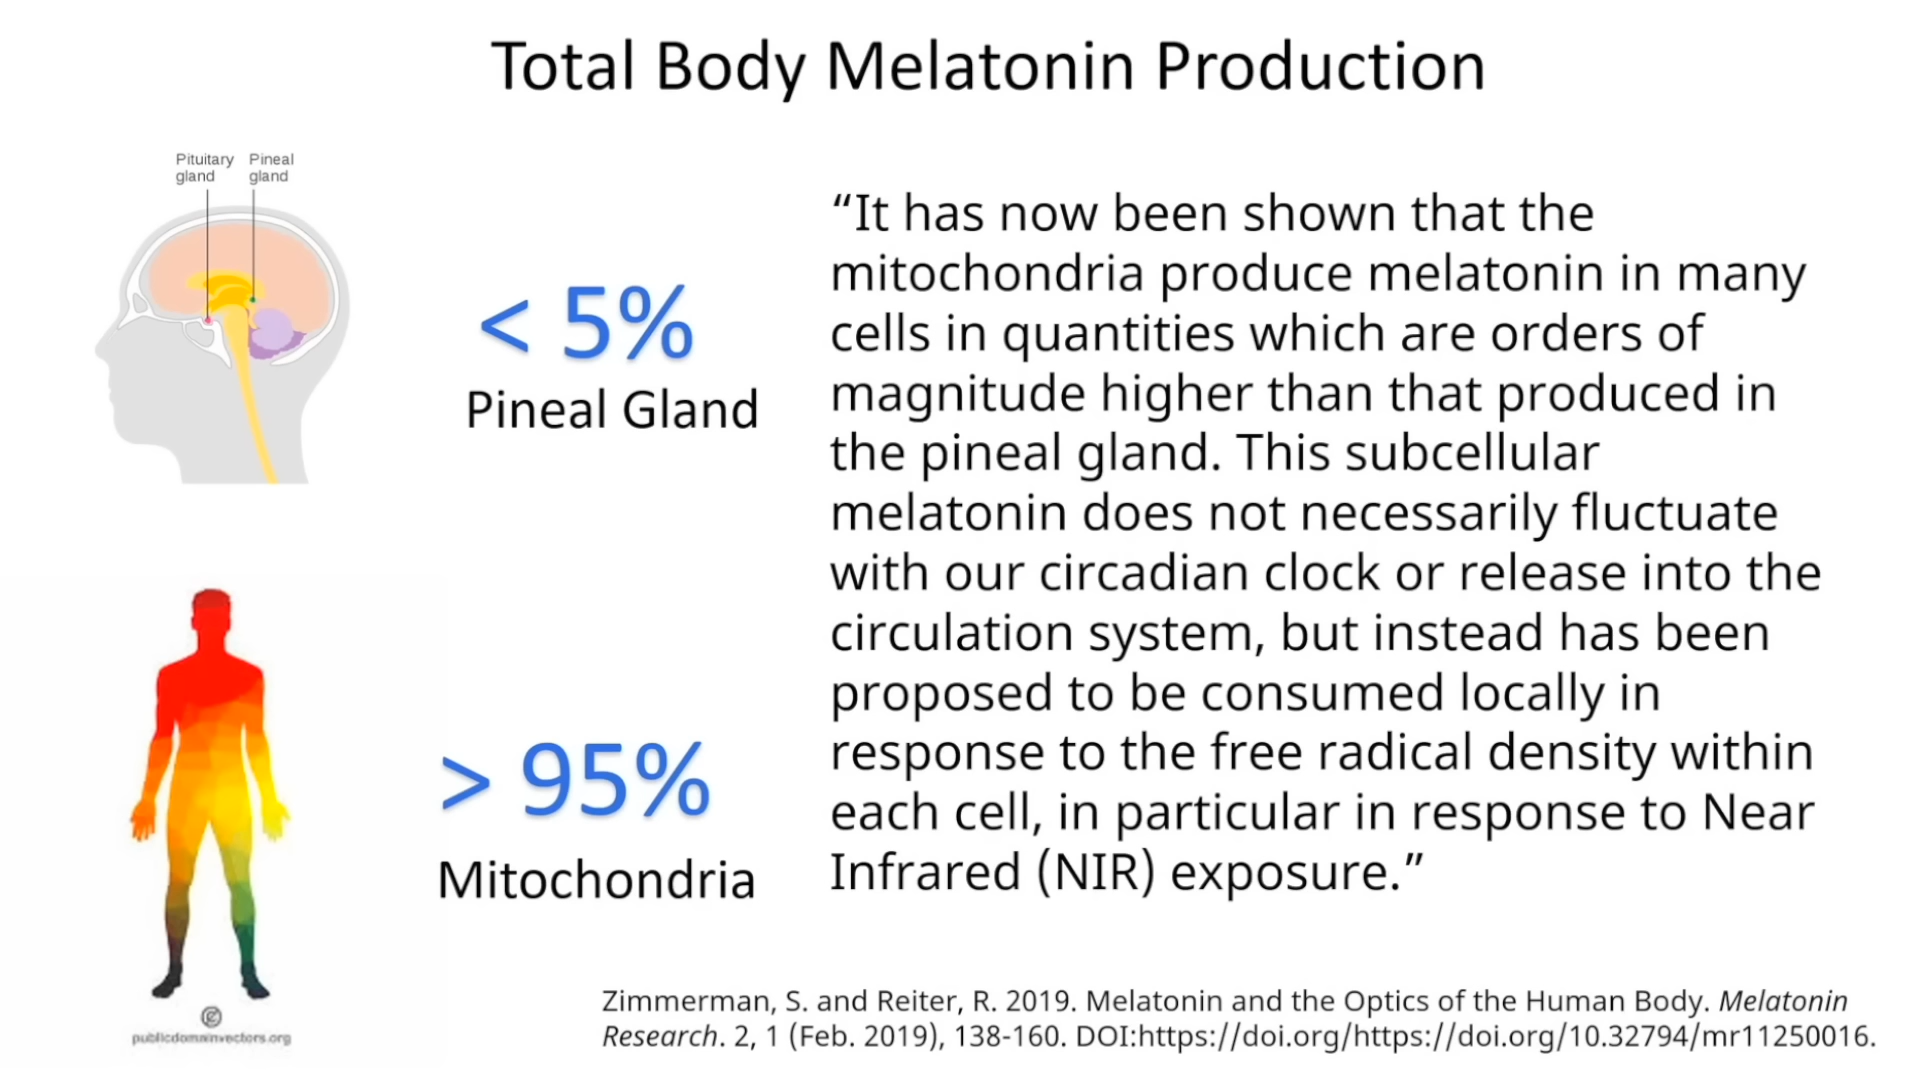 Total Body Melatonin Production
Pituitary gland
Pineal gland
< 5%
Pineal Gland
> 95%
Mitochondria
“It has now been shown that the
mitochondria produce melatonin in many
cells in quantities which are orders of
magnitude higher than that produced in
the pineal gland. This subcellular
melatonin does not necessarily fluctuate
with our circadian clock or release into the
circulation system, but instead has been
proposed to be consumed locally in
response to the free radical density within
each cell, in particular in response to Near
Infrared (NIR) exposure.”
publicdomainvectors.org
Zimmerman, S. and Reiter, R. 2019. Melatonin and the Optics of the Human Body. Melatonin
Research. 2, 1 (Feb. 2019), 138-160. DOI:https://doi.org/https://doi.org/10.32794/mr11250016.